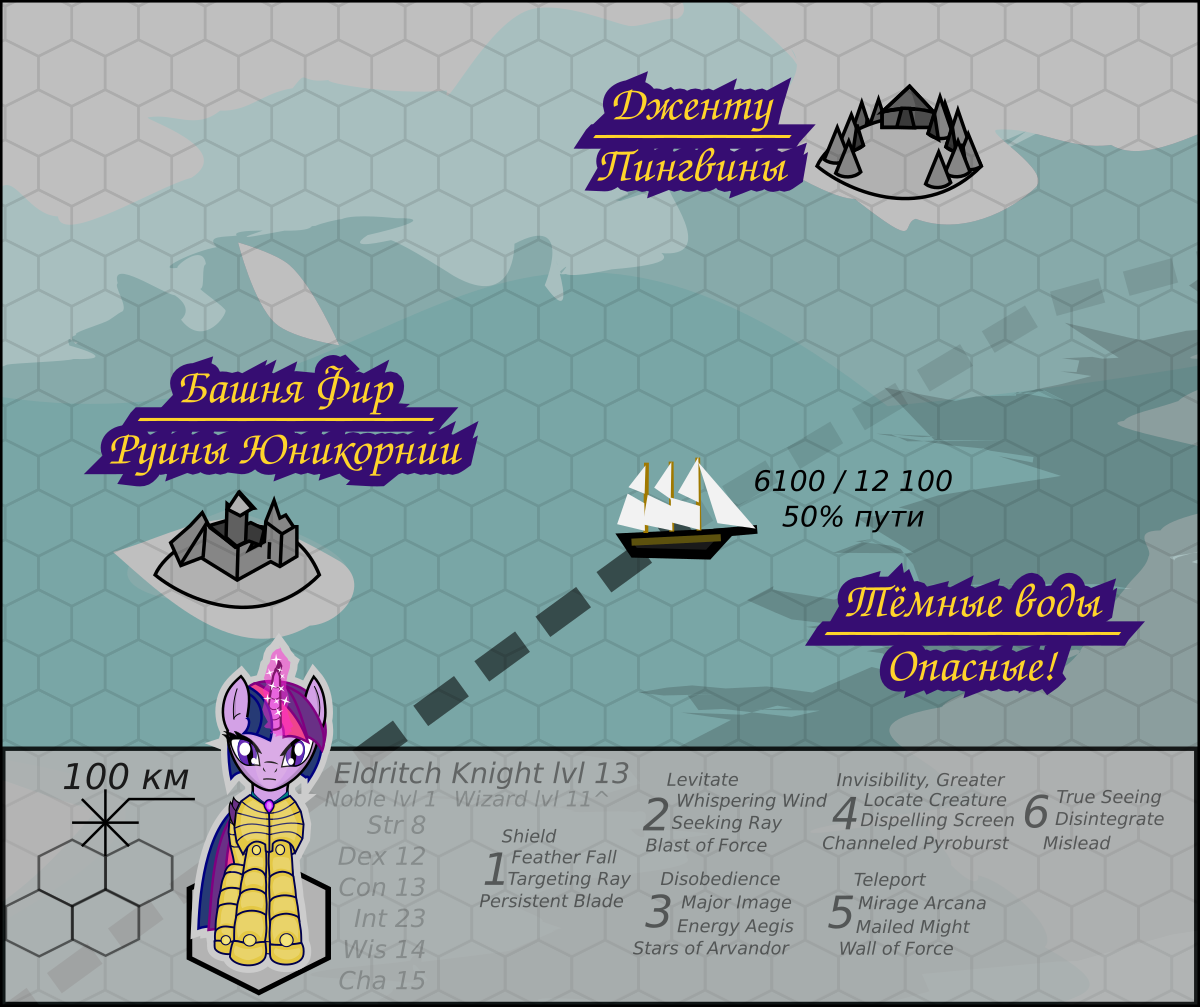 Дженту
Пингвины
Башня Фир
Руины Юникорнии
6100 / 12 100
50% пути
Тёмные воды
Опасные!
100 км
Eldritch Knight lvl 13
Noble lvl 1 Wizard lvl 11^
Str 8
Dex 12
Con 13
Int 23
Wis 14
Cha 15
Shield
1 Feather Fall
Targeting Ray
Persistent Blade
Levitate
2 Whispering Wind
Seeking Ray
Blast of Force
Disobedience
3 Major Image
Energy Aegis
Stars of Arvandor
Invisibility, Greater
4 Locate Creature
Dispelling Screen
Channeled Pyroburst
Teleport
5 Mirage Arcana
Mailed Might
Wall of Force
6 True Seeing
Disintegrate
Mislead